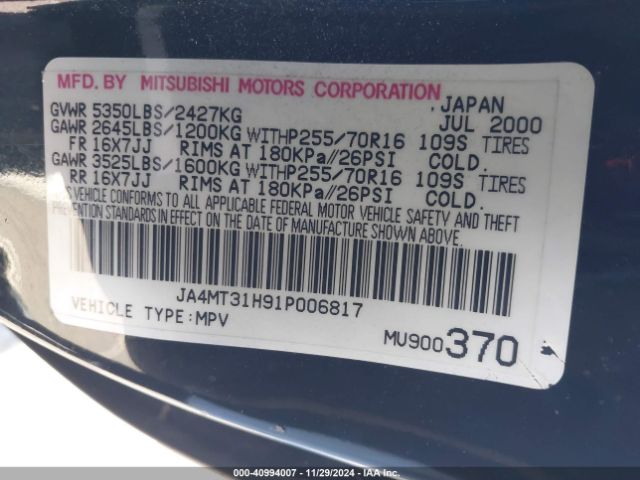 MFD. BY MITSUBISHI MOTORS CORPORATION
GVWR 5350LBS/2427KG , JAPAN
GAWR 2645LBS/1200KG WITH P255/70R16 JUL 2000
FR 16X7JJ RIMS AT 180KPa//26PSI 109S TIRES COLD.
GAWR 3525LBS/1600KG WITH P255/70R16 109S TIRES
RR 16X7JJ RIMS AT 180KPa//26PSI COLD.
VEHICLE CONFORMS TO ALL APPLICABLE FEDERAL MOTOR VEHICLE SAFETY AND THEFT
STANDARDS IN EFFECT ON THE DATE OF MANUFACTURE SHOWN ABOVE.
JA4MT31H91P006817
VEHICLE TYPE:MPV
MU900370
000-40994007 - 11/29/2024 - IAA Inc.